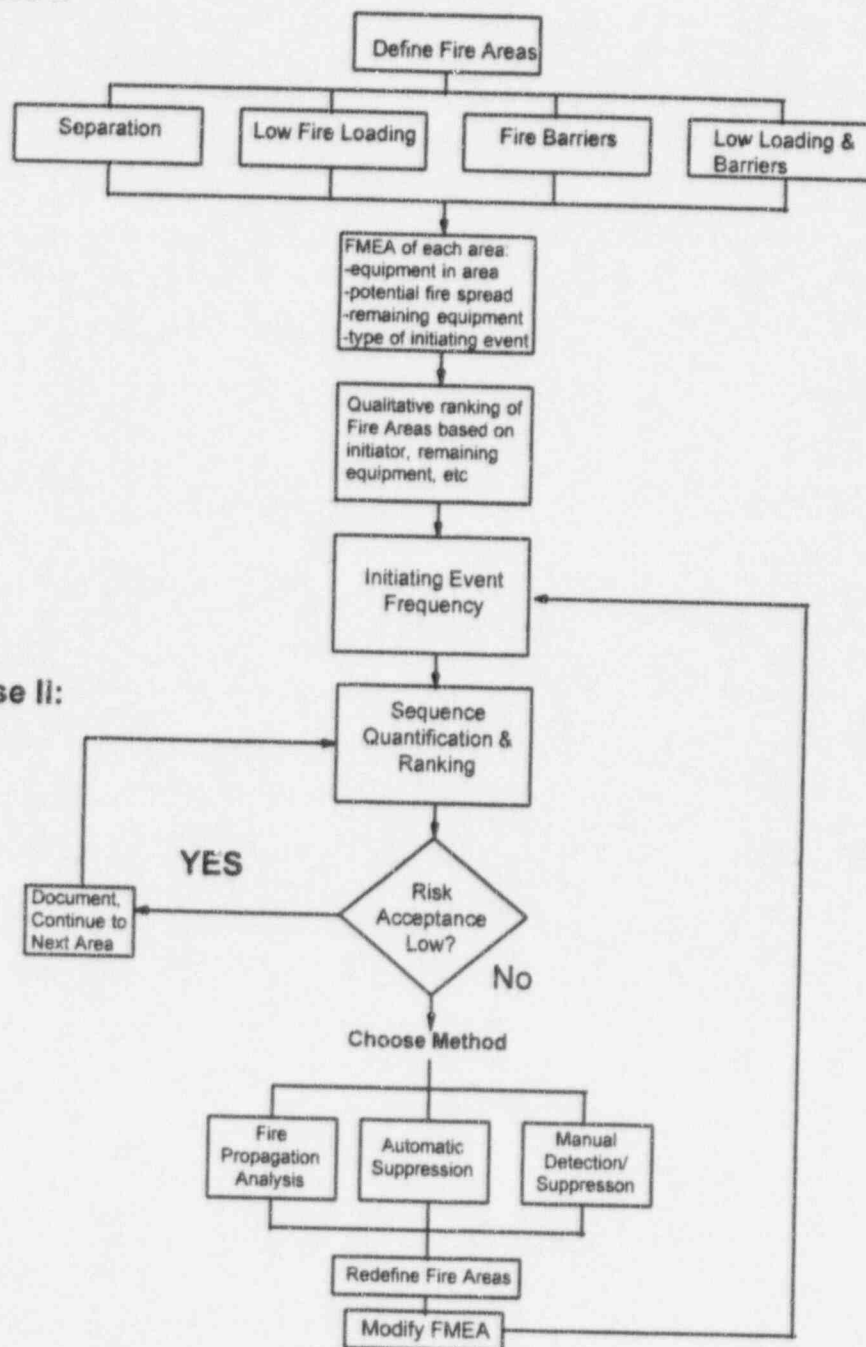 Define Fire Areas
Separation
Low Fire Loading
Fire Barriers
Low Loading &
Barriers
FMEA of each area:
-equipment in area
-potential fire spread
-remaining equipment
-type of initiating event
Qualitative ranking of
Fire Areas based on
initiator, remaining
equipment, etc
Initiating Event
Frequency
se II:
Sequence
Quantification &
Ranking
YES
Document,
Continue to
Next Area
Risk
Acceptance
Low?
No
Choose Method
Fire
Propagation
Analysis
Automatic
Suppression
Manual
Detection/
Suppresson
Redefine Fire Areas
Modify FMEA